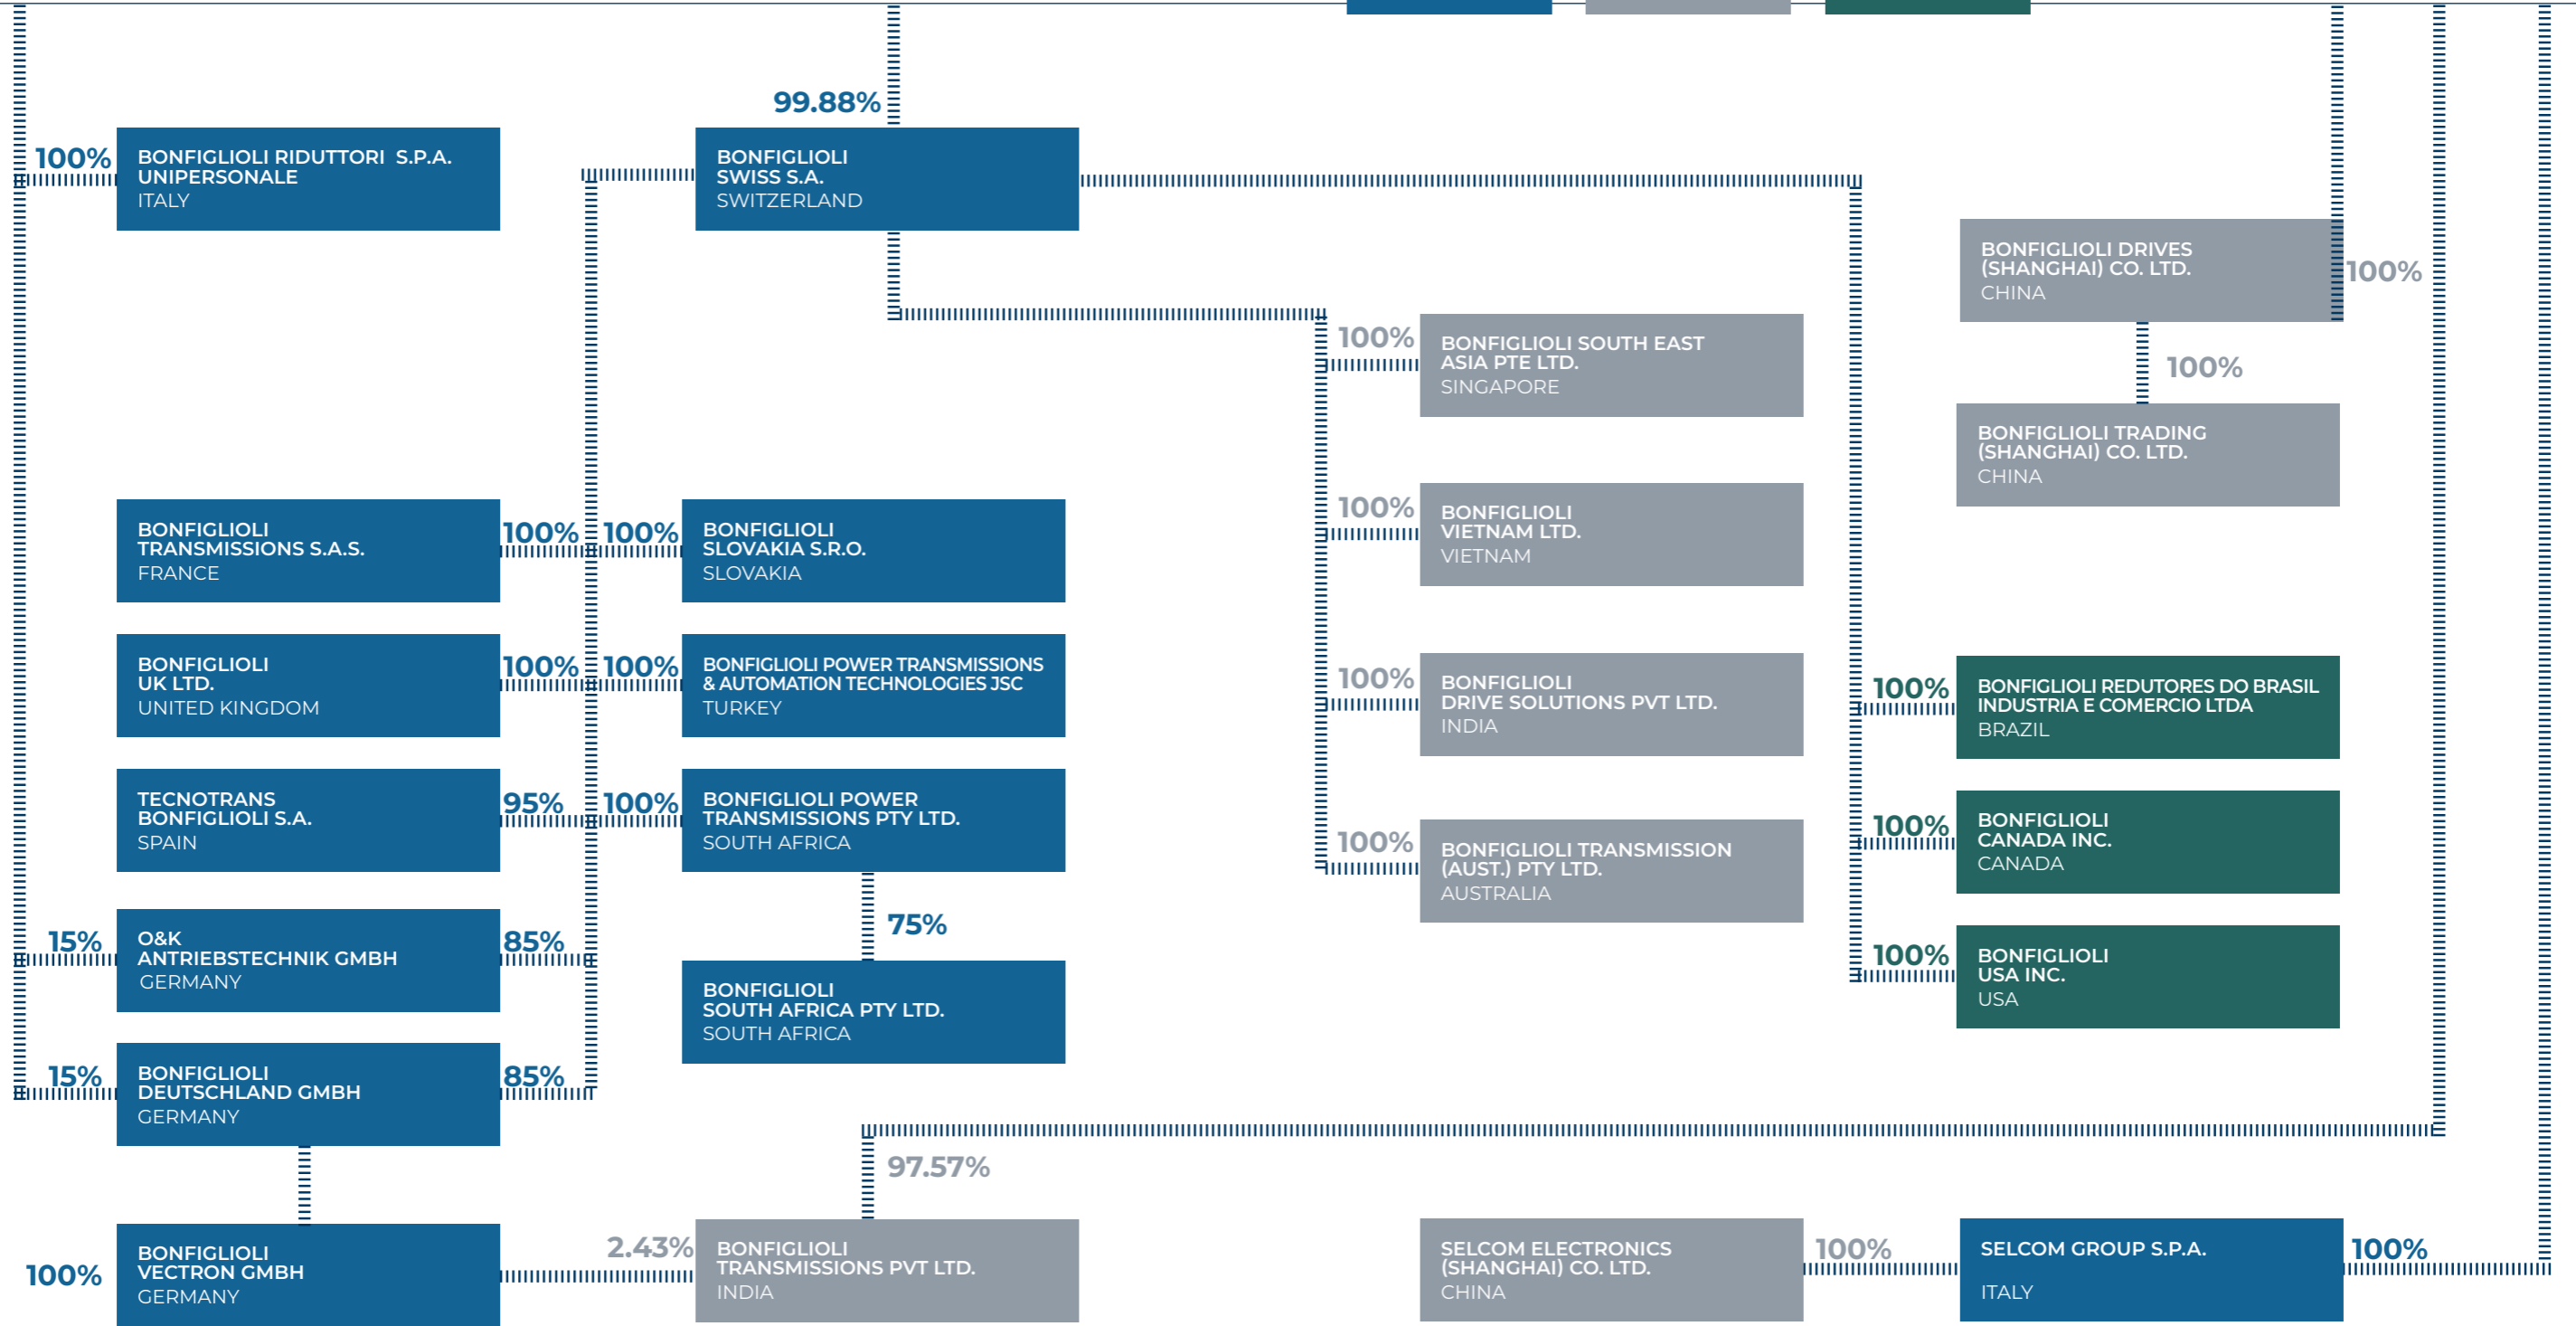 99.88%
100%
BONFIGLIOLI RIDUTTORI S.P.A.
UNIPERSONALE
ITALY
BONFIGLIOLI
SWISS S.A.
SWITZERLAND
BONFIGLIOLI DRIVES
(SHANGHAI) CO. LTD.
CHINA
100%
100%
BONFIGLIOLI SOUTH EAST
ASIA PTE LTD.
SINGAPORE
100%
BONFIGLIOLI TRADING
(SHANGHAI) CO. LTD.
CHINA
BONFIGLIOLI
TRANSMISSIONS S.A.S.
FRANCE
100%
100%
BONFIGLIOLI
SLOVAKIA S.R.O.
SLOVAKIA
100%
BONFIGLIOLI
VIETNAM LTD.
VIETNAM
BONFIGLIOLI
UK LTD.
UNITED KINGDOM
100%
100%
BONFIGLIOLI POWER TRANSMISSIONS
& AUTOMATION TECHNOLOGIES JSC
TURKEY
100%
BONFIGLIOLI
DRIVE SOLUTIONS PVT LTD.
INDIA
100%
BONFIGLIOLI REDUTORES DO BRASIL
INDUSTRIA E COMERCIO LTDA
BRAZIL
TECNOTRANS
BONFIGLIOLI S.A.
SPAIN
95%
100%
BONFIGLIOLI POWER
TRANSMISSIONS PTY LTD.
SOUTH AFRICA
100%
BONFIGLIOLI TRANSMISSION
(AUST.) PTY LTD.
AUSTRALIA
100%
BONFIGLIOLI
CANADA INC.
CANADA
15%
O&K
ANTRIEBSTECHNIK GMBH
GERMANY
85%
75%
100%
BONFIGLIOLI
USA INC.
USA
BONFIGLIOLI
SOUTH AFRICA PTY LTD.
SOUTH AFRICA
15%
BONFIGLIOLI
DEUTSCHLAND GMBH
GERMANY
85%
97.57%
100%
BONFIGLIOLI
VECTRON GMBH
GERMANY
2.43%
BONFIGLIOLI
TRANSMISSIONS PVT LTD.
INDIA
SELCOM ELECTRONICS
(SHANGHAI) CO. LTD.
CHINA
100%
SELCOM GROUP S.P.A.
ITALY
100%